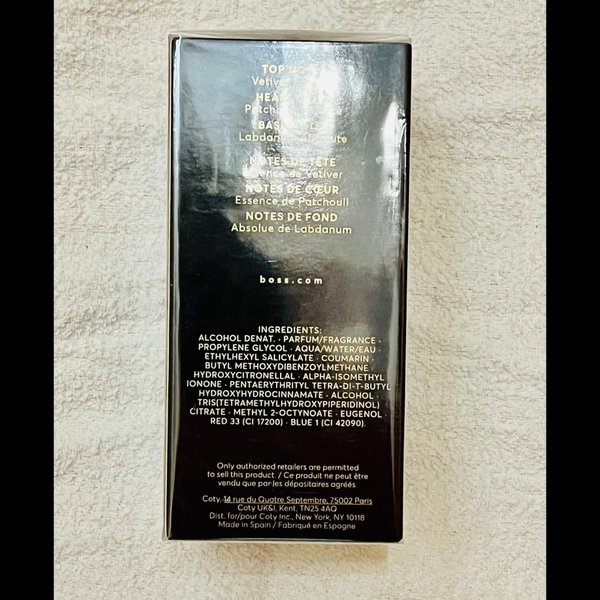 TOP NO
Vetiver
HEA
Patcho
BAS
Labdan ute
NOTES DE TÊTE
Essence de Vetiver
NOTES DE CŒUR
Essence de Patchouli
NOTES DE FOND
Absolue de Labdanum
boss.com
INGREDIENTS:
ALCOHOL DENAT. · PARFUM/FRAGRANCE ·
PROPYLENE GLYCOL · AQUA/WATER/EAU ·
ETHYLHEXYL SALICYLATE · COUMARIN ·
BUTYL METHOXYDIBENZOYLMETHANE ·
HYDROXYCITRONELLAL · ALPHA-ISOMETHYL
IONONE · PENTAERYTHRITYL TETRA-DI-T-BUTYL
HYDROXYHYDROCINNAMATE · ALCOHOL ·
TRIS(TETRAMETHYLHYDROXYPIPERIDINOL)
CITRATE · METHYL 2-OCTYNOATE · EUGENOL ·
RED 33 (CI 17200) · BLUE 1 (CI 42090).
Only authorized retailers are permitted
to sell this product. / Ce produit ne peut être
vendu que par les dépositaires agréés.
Coty, 14 rue du Quatre Septembre, 75002 Paris
Coty UK&I, Kent, TN25 4AQ
Dist. for/pour Coty Inc., New York, NY 10118
Made in Spain / Fabriqué en Espagne